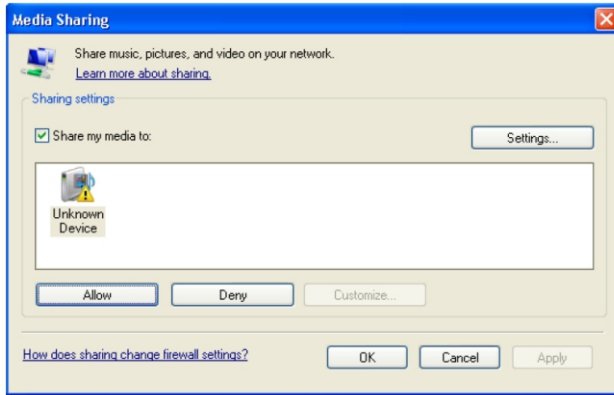 Media Sharing
Share music, pictures, and video on your network.
Learn more about sharing.
Sharing settings
Share my media to:
Settings...
Unknown
Device
Allow
Deny
Customize...
How does sharing change firewall settings?
OK
Cancel
Apply